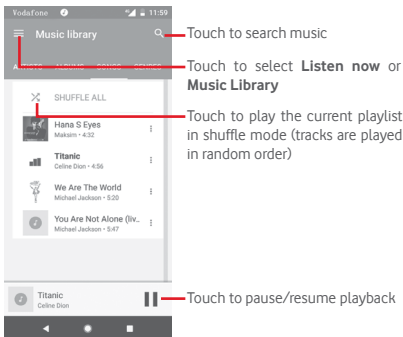 Vodafone 4G 11:59
Music library
ARTISTS ALBUMS SONGS GENRES
SHUFFLE ALL
Hana S Eyes
Maksim • 4:32
Titanic
Celine Dion • 4:56
We Are The World
Michael Jackson • 5:20
You Are Not Alone (liv..
Michael Jackson • 5:47
Titanic
Celine Dion
Touch to search music
Touch to select Listen now or
Music Library
Touch to play the current playlist
in shuffle mode (tracks are played
in random order)
Touch to pause/resume playback